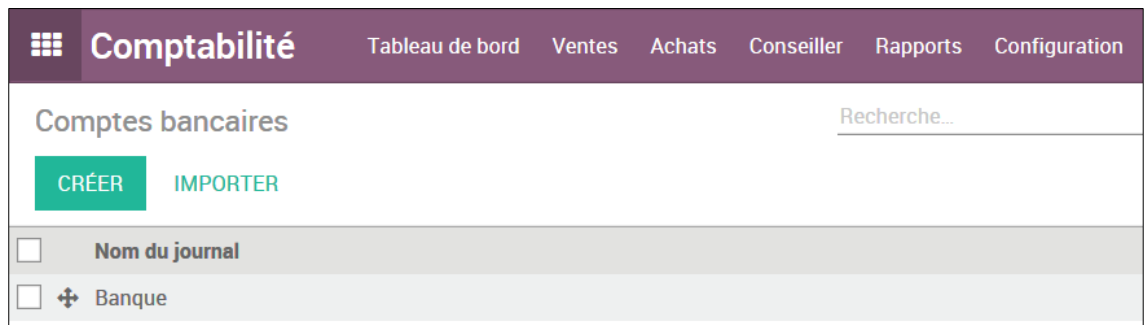 Comptabilité Tableau de bord Ventes Achats Conseiller Rapports Configuration
Comptes bancaires Recherche...
CRÉER IMPORTER
Nom du journal
Banque